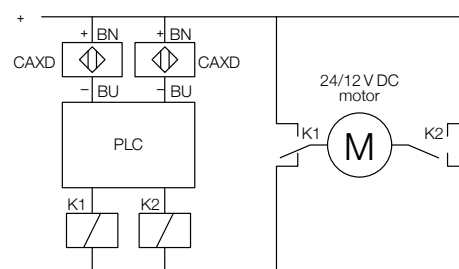 +
+ BN + BN
CAXD CAXD
– BU – BU
24/12 V DC
motor
PLC
K1 M K2
K1 K2